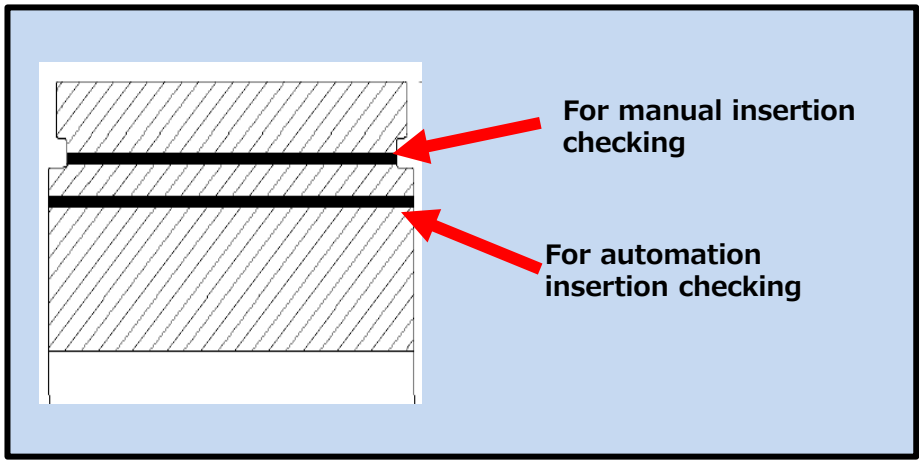 For manual insertion
checking
For automation
insertion checking